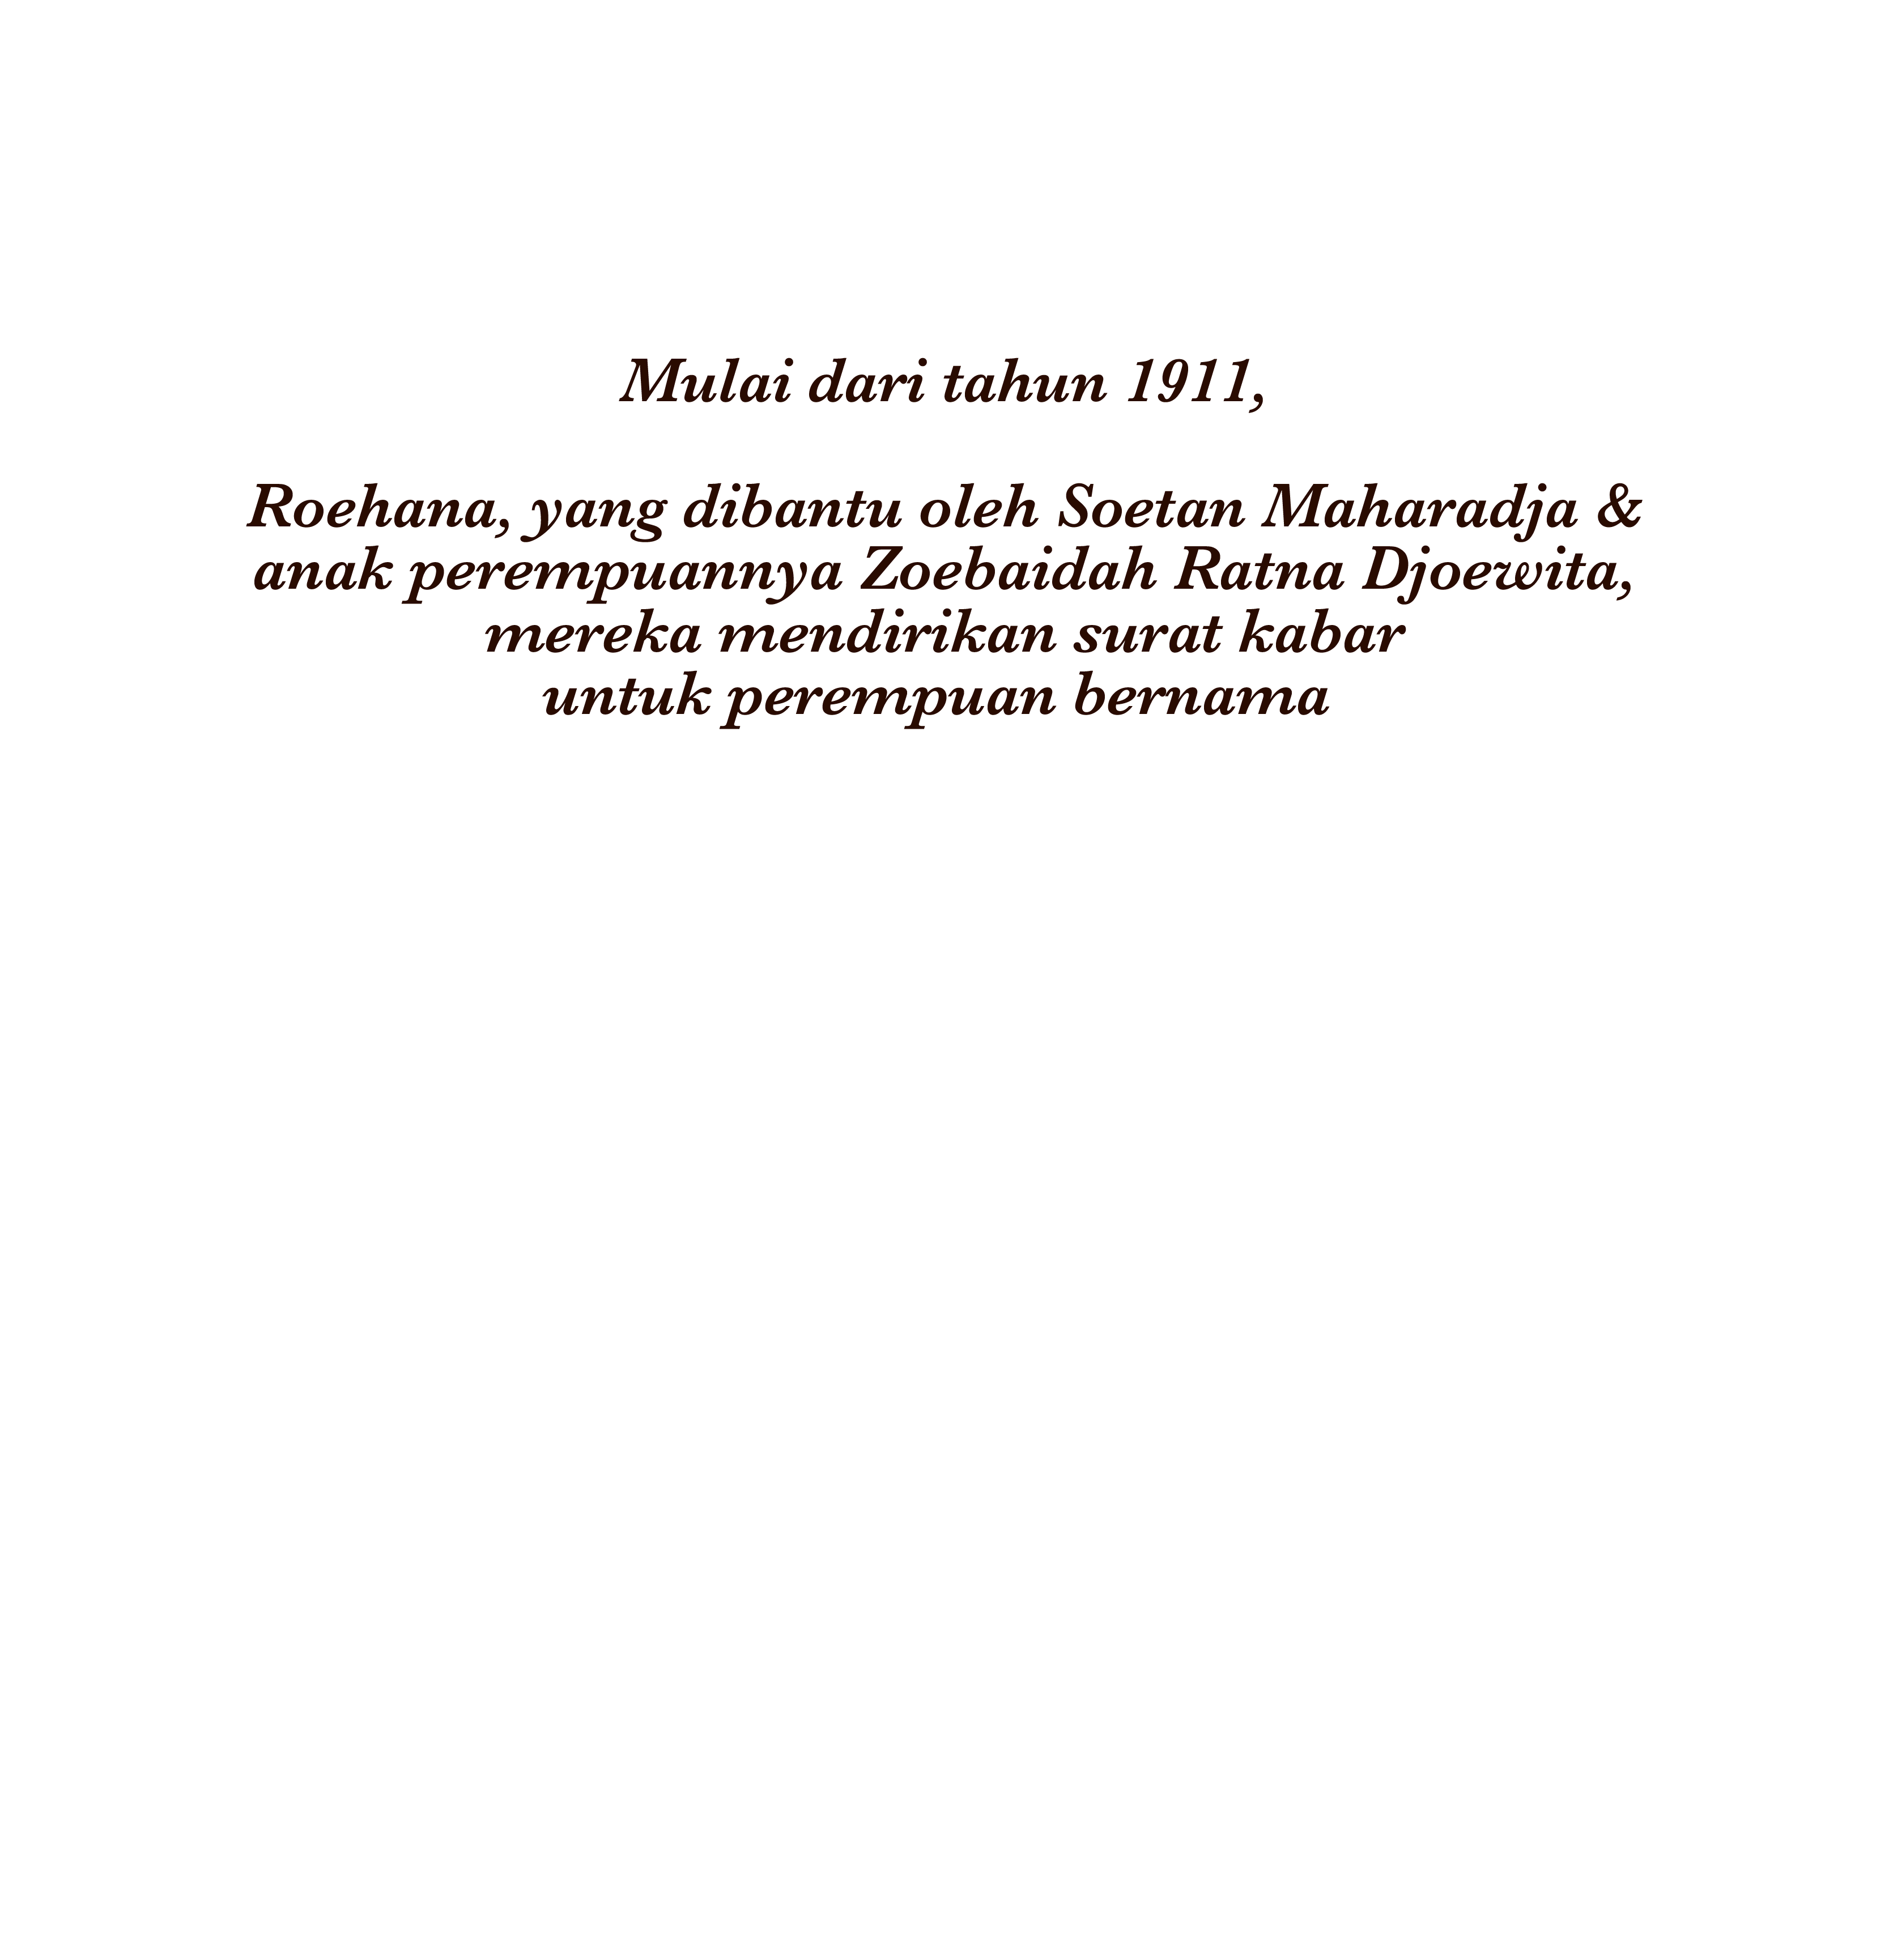 Mulai dari tahun 1911,
Roehana, yang dibantu oleh Soetan Maharadja &
anak perempuannya Zoebaidah Ratna Djoewita,
mereka mendirikan surat kabar
untuk perempuan bernama